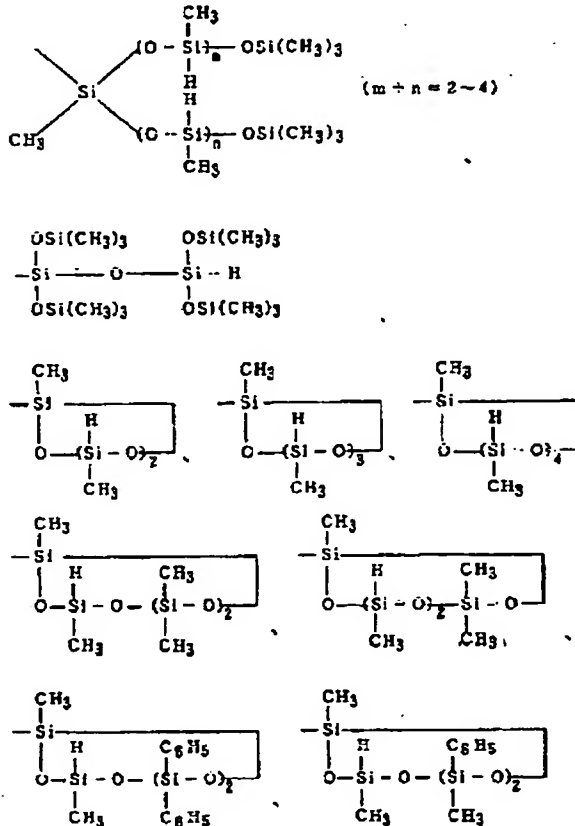 CH3
(O - Si)m - OSi(CH3)3
H
Si (m + n = 2~4)
H
CH3 (O - Si)n - OSi(CH3)3
CH3
OSi(CH3)3 OSi(CH3)3
- Si - O - Si - H
OSi(CH3)3 OSi(CH3)3
CH3 CH3 CH3
- Si - Si - Si
H H H
O - (Si - O)2 O - (Si - O)3 O - (Si - O)4
CH3 CH3 CH3
CH3 CH3
- Si - Si
H CH3 H CH3
O - Si - O - (Si - O)2 O - (Si - O)2 - Si - O
CH3 CH3 CH3 CH3
CH3 CH3
- Si - Si
H C6H5 H C6H5
O - Si - O - (Si - O)2 O - Si - O - (Si - O)2
CH3 C6H5 CH3 CH3